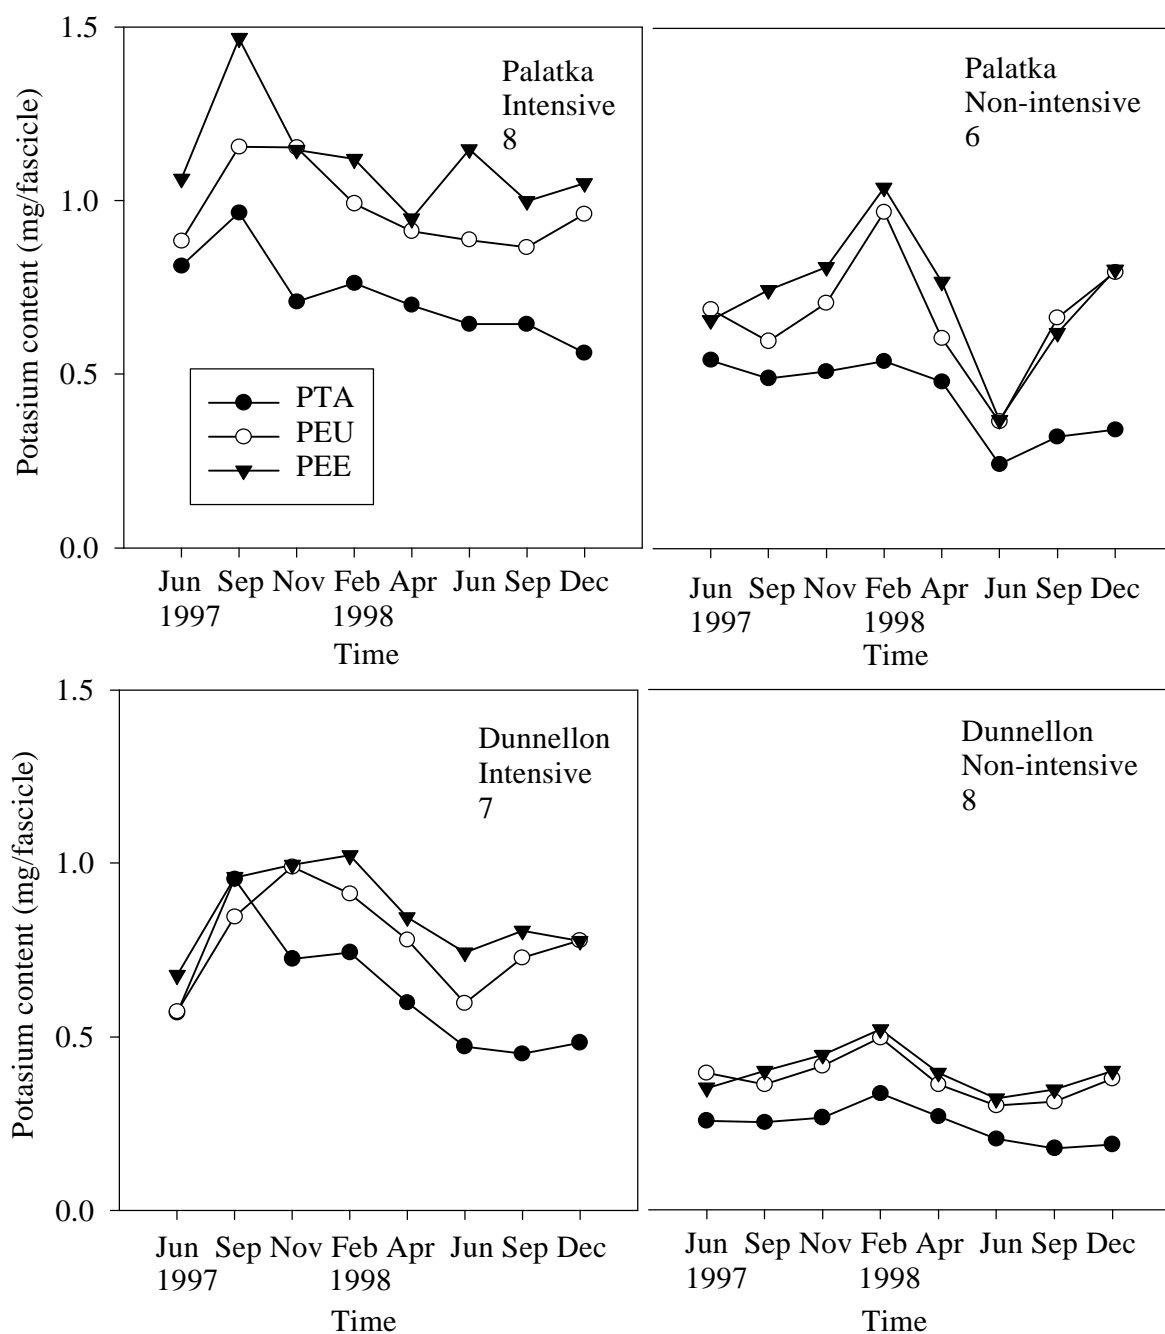 1.5
1.0
0.5
0.0
Potasium content (mg/fascicle)
Palatka
Intensive
8
PTA
PEU
PEE
Jun Sep Nov Feb Apr Jun Sep Dec
1997 1998
Time
Palatka
Non-intensive
6
Jun Sep Nov Feb Apr Jun Sep Dec
1997 1998
Time
1.5
1.0
0.5
0.0
Potasium content (mg/fascicle)
Dunnellon
Intensive
7
Jun Sep Nov Feb Apr Jun Sep Dec
1997 1998
Time
Dunnellon
Non-intensive
8
Jun Sep Nov Feb Apr Jun Sep Dec
1997 1998
Time